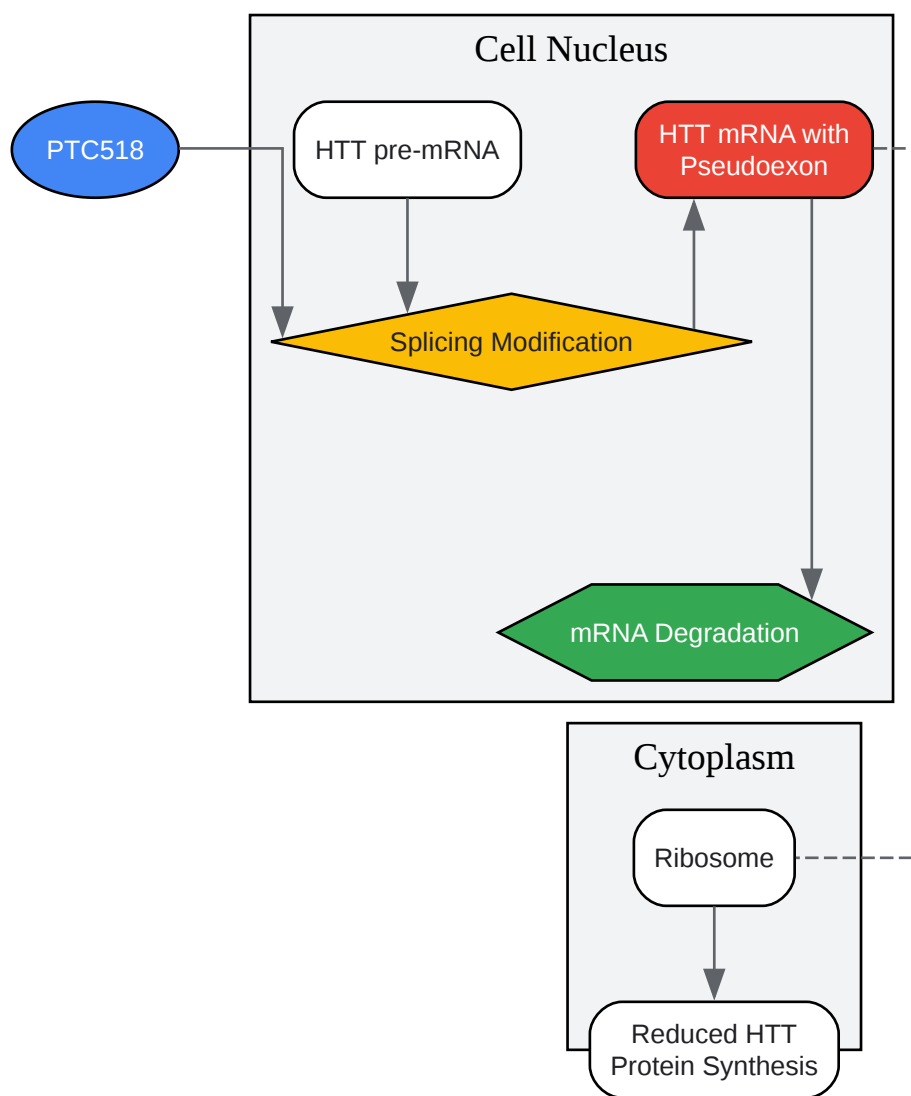 Cell Nucleus
PTC518
HTT pre-mRNA
HTT mRNA with
Pseudoexon
Splicing Modification
mRNA Degradation
Cytoplasm
Ribosome
Reduced HTT
Protein Synthesis